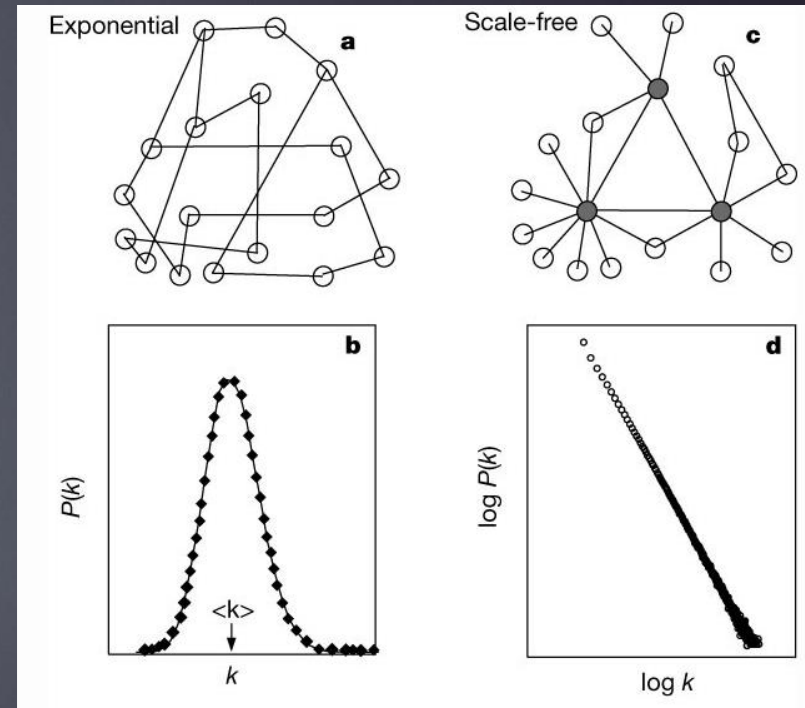 Exponential
a
Scale-free
c
b
P(k)
<k>
k
d
log P(k)
log k